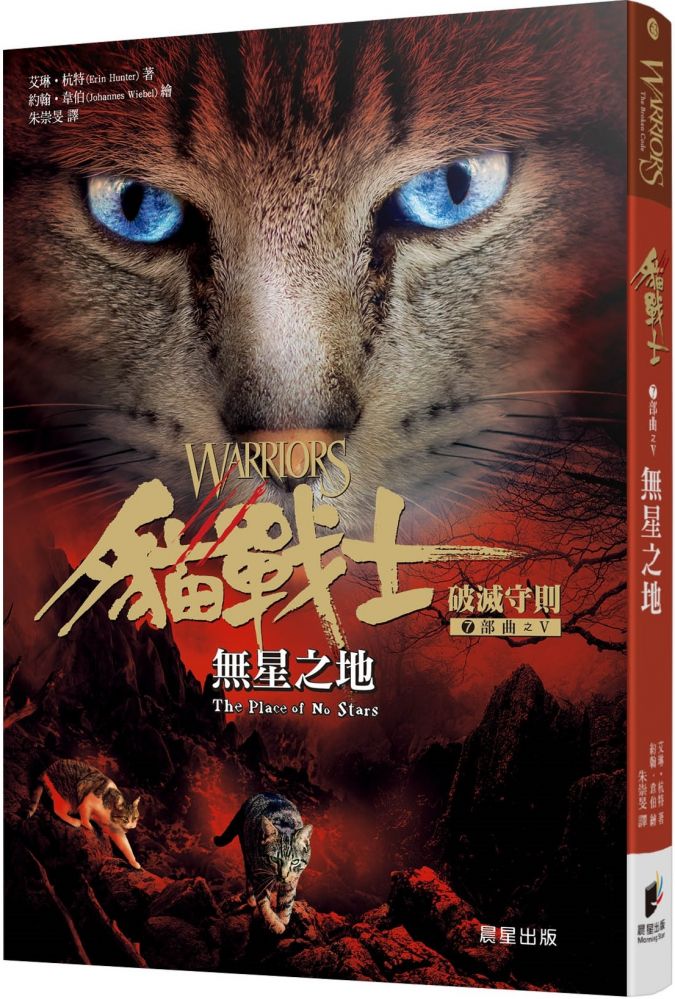 艾琳・杭特(Erin Hunter) 著
約翰・韋伯(Johannes Wiebel) 繪
朱崇旻 譯
WARRIORS
貓戰士
破滅守則
7部曲之V
無星之地
The Place of No Stars
晨星出版
WARRIORS
The Broken Code
貓戰士
7部曲之V
無星之地
艾琳・杭特 著
約翰・韋伯 繪
朱崇旻 譯
晨星出版
Morning Star